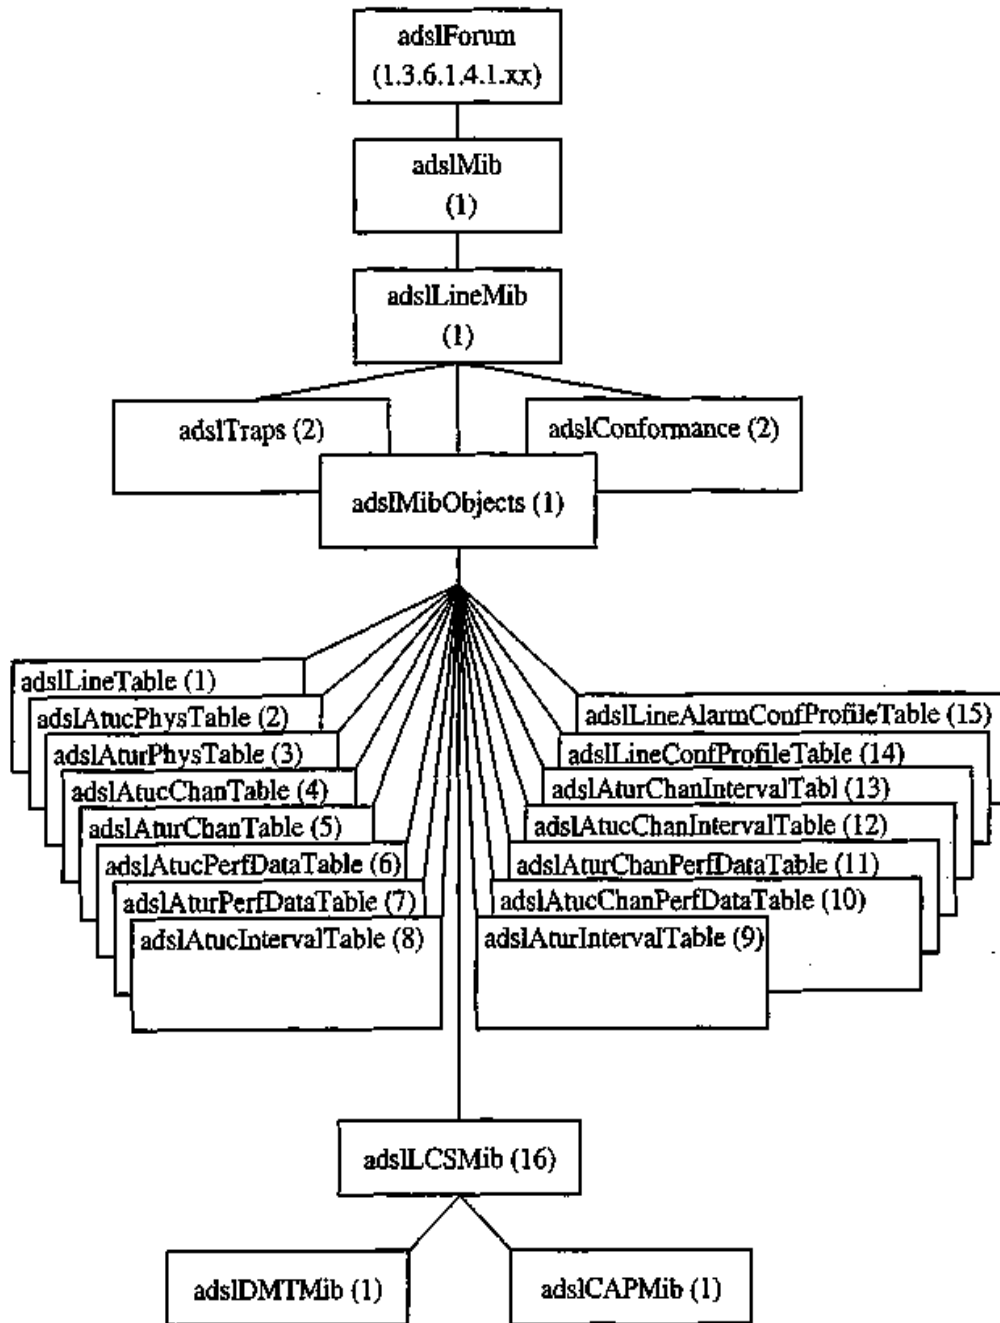 adslForum
(1.3.6.1.4.1.xx)
adslMib
(1)
adslLineMib
(1)
adslTraps (2)
adslConformance (2)
adslMibObjects (1)
adslLineTable (1)
adslAtucPhysTable (2)
adslAturPhysTable (3)
adslAtucChanTable (4)
adslAturChanTable (5)
adslAtucPerfDataTable (6)
adslAturPerfDataTable (7)
adslAtucIntervalTable (8)
adslLineAlarmConfProfileTable (15)
adslLineConfProfileTable (14)
adslAturChanIntervalTabl (13)
adslAtucChanIntervalTable (12)
adslAturChanPerfDataTable (11)
adslAtucChanPerfDataTable (10)
adslAturIntervalTable (9)
adslLCSMib (16)
adslDMTMib (1)
adslCAPMib (1)